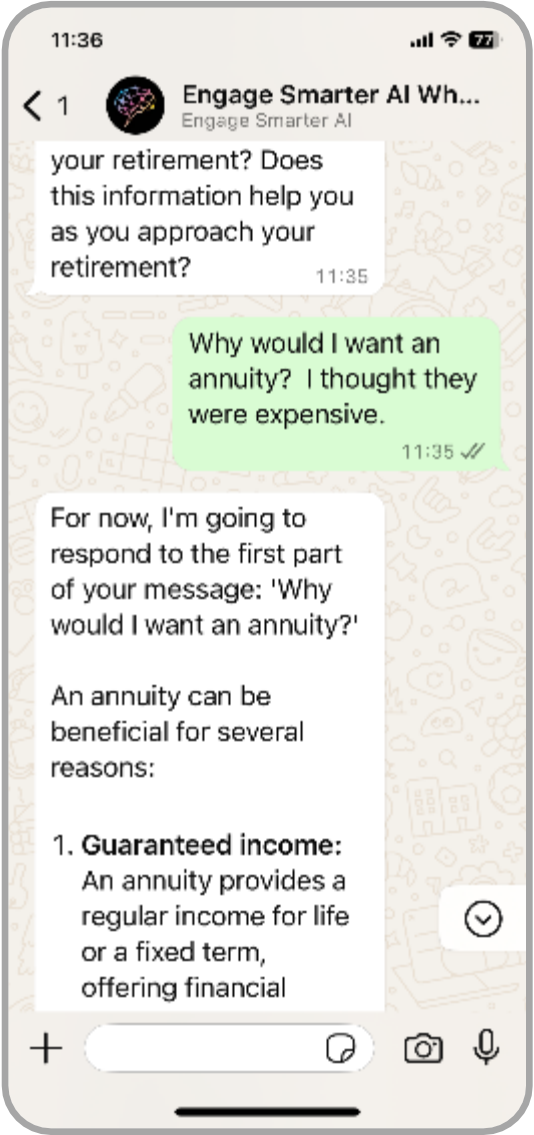 11:36
77
1
Engage Smarter AI Wh...
Engage Smarter AI
your retirement? Does
this information help you
as you approach your
retirement?
11:35
Why would I want an
annuity?  I thought they
were expensive.
11:35
For now, I'm going to
respond to the first part
of your message: 'Why
would I want an annuity?'
An annuity can be
beneficial for several
reasons:
1. Guaranteed income:
An annuity provides a
regular income for life
or a fixed term,
offering financial